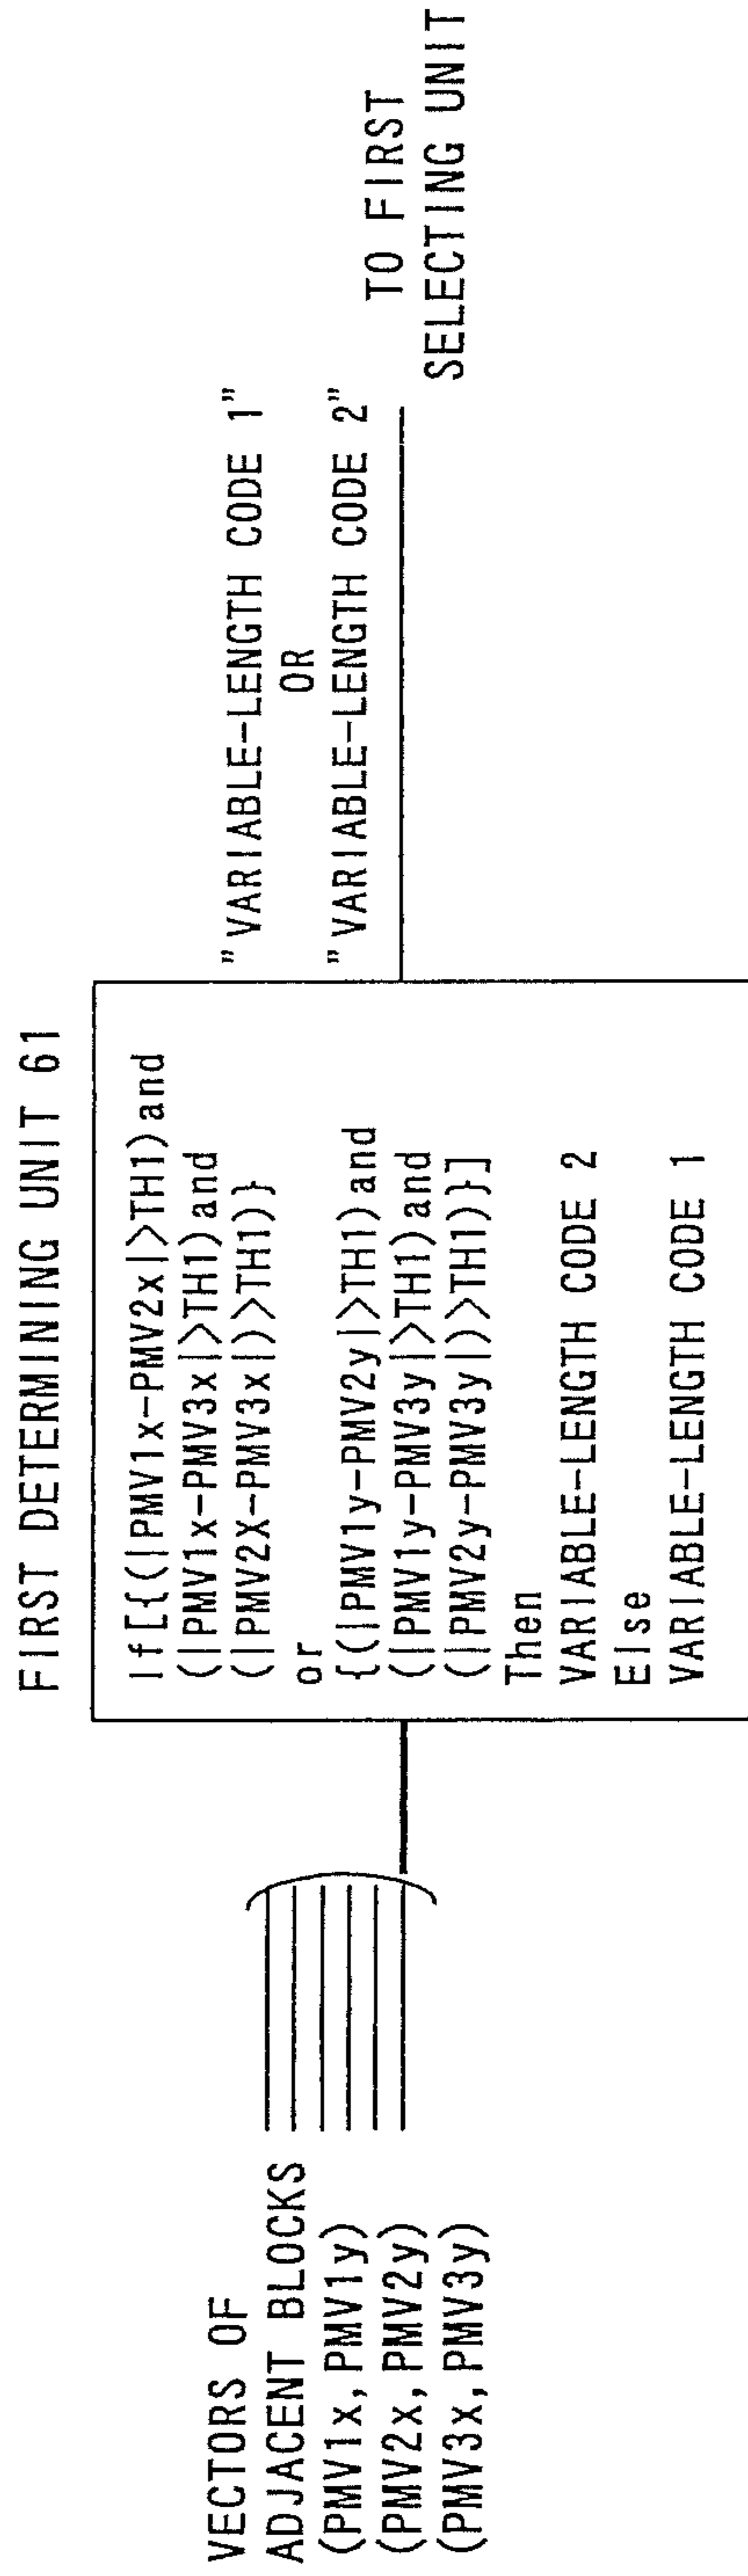 FIRST DETERMINING UNIT 61
VECTORS OF
ADJACENT BLOCKS
(PMV1x, PMV1y)
(PMV2x, PMV2y)
(PMV3x, PMV3y)
If[{(|PMV1x-PMV2x|>TH1)and
(|PMV1x-PMV3x|>TH1)and
(|PMV2X-PMV3x|)>TH1)}
or
{(|PMV1y-PMV2y|>TH1)and
(|PMV1y-PMV3y|>TH1)and
(|PMV2y-PMV3y|)>TH1)}]
Then
VARIABLE-LENGTH CODE 2
Else
VARIABLE-LENGTH CODE 1
"VARIABLE-LENGTH CODE 1"
OR
"VARIABLE-LENGTH CODE 2"
TO FIRST
SELECTING UNIT